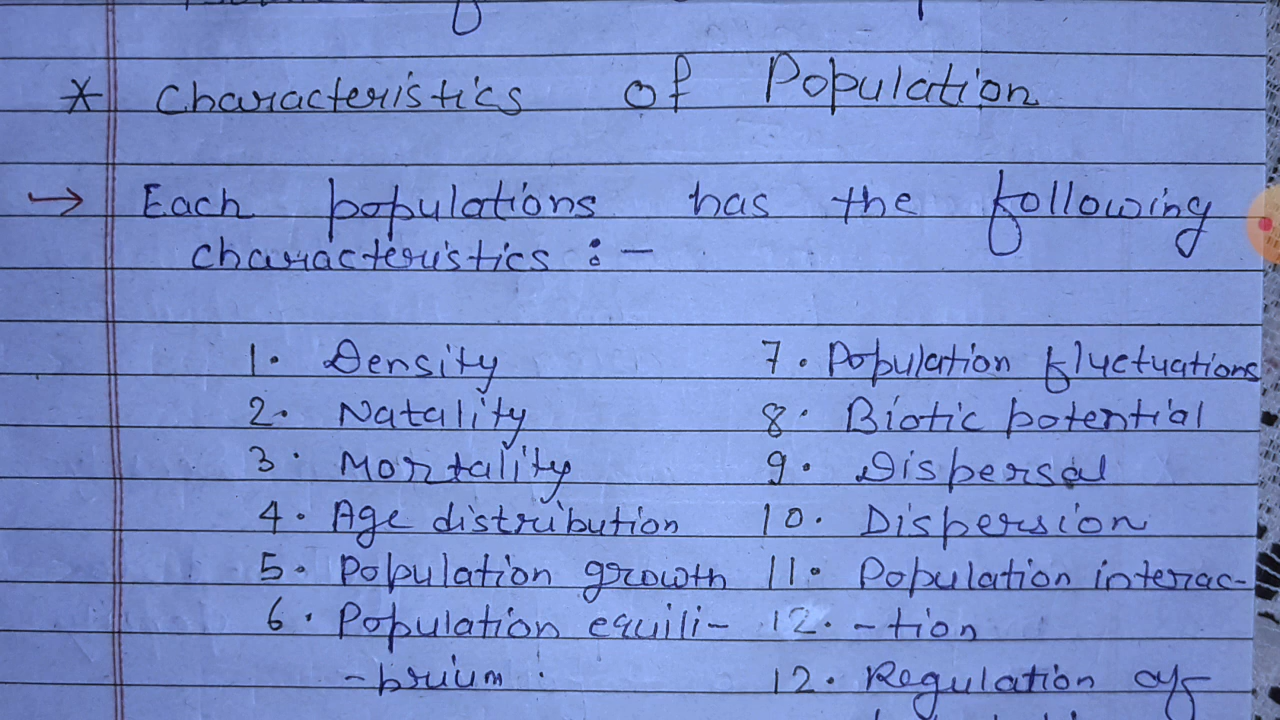 * Characteristics of Population
→ Each populations has the following
characteristics :-
1. Density
2. Natality
3. Mortality
4. Age distribution
5. Population growth
6. Population equili-
-brium.
7. Population fluctuations
8. Biotic potential
9. Dispersal
10. Dispersion
11. Population interac-
12. -tion
12. Regulation of